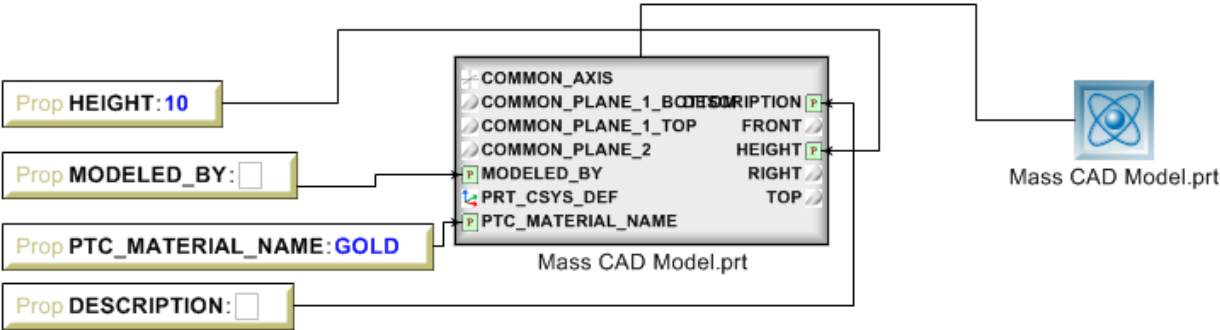 Prop HEIGHT:10
Prop MODELED_BY:
Prop PTC_MATERIAL_NAME:GOLD
Prop DESCRIPTION:
COMMON_AXIS
COMMON_PLANE_1_BOTTOM
COMMON_PLANE_1_TOP
COMMON_PLANE_2
P MODELED_BY
PRT_CSYS_DEF
P PTC_MATERIAL_NAME
DESCRIPTION P
FRONT
HEIGHT P
RIGHT
TOP
Mass CAD Model.prt
Mass CAD Model.prt